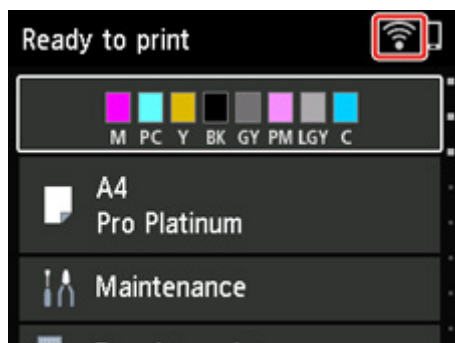 Ready to print
M PC Y BK GY PM LGY C
A4
Pro Platinum
Maintenance